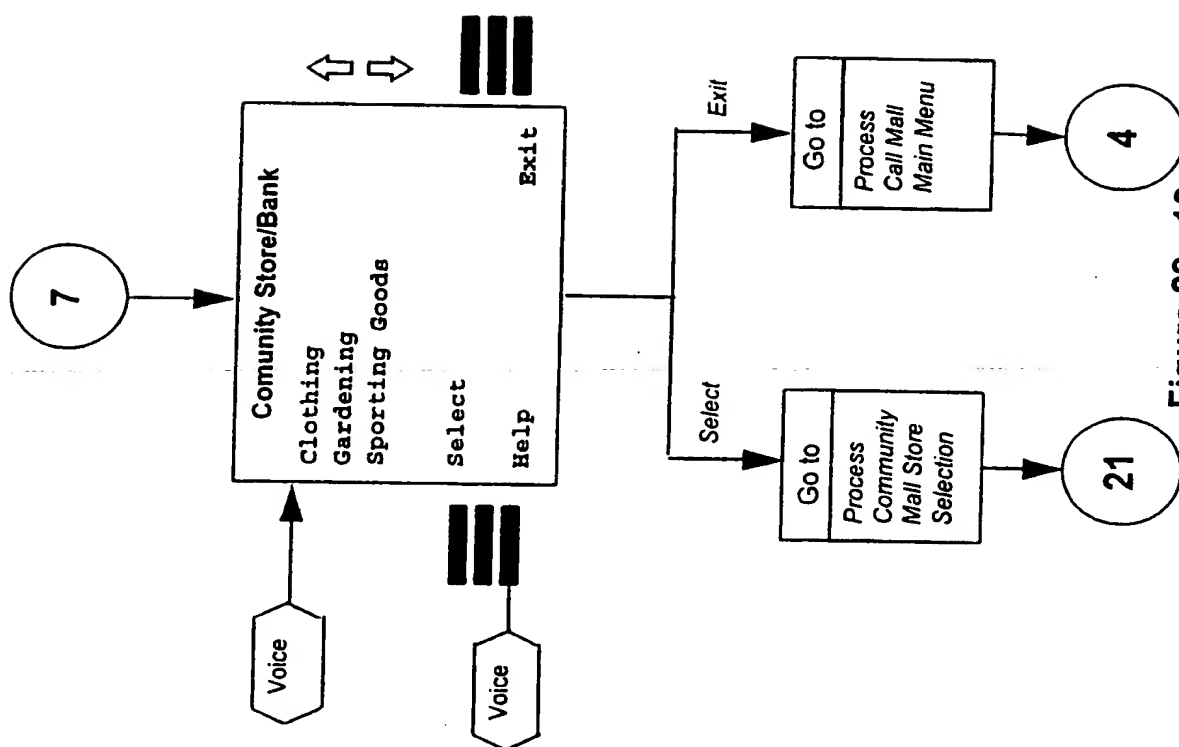 7
Comunity Store/Bank
Clothing
Gardening
Sporting Goods
Select
Help Exit
Voice
Voice
Select
Exit
Go to
Process
Community
Mall Store
Selection
21
Go to
Process
Call Mall
Main Menu
4
Figure